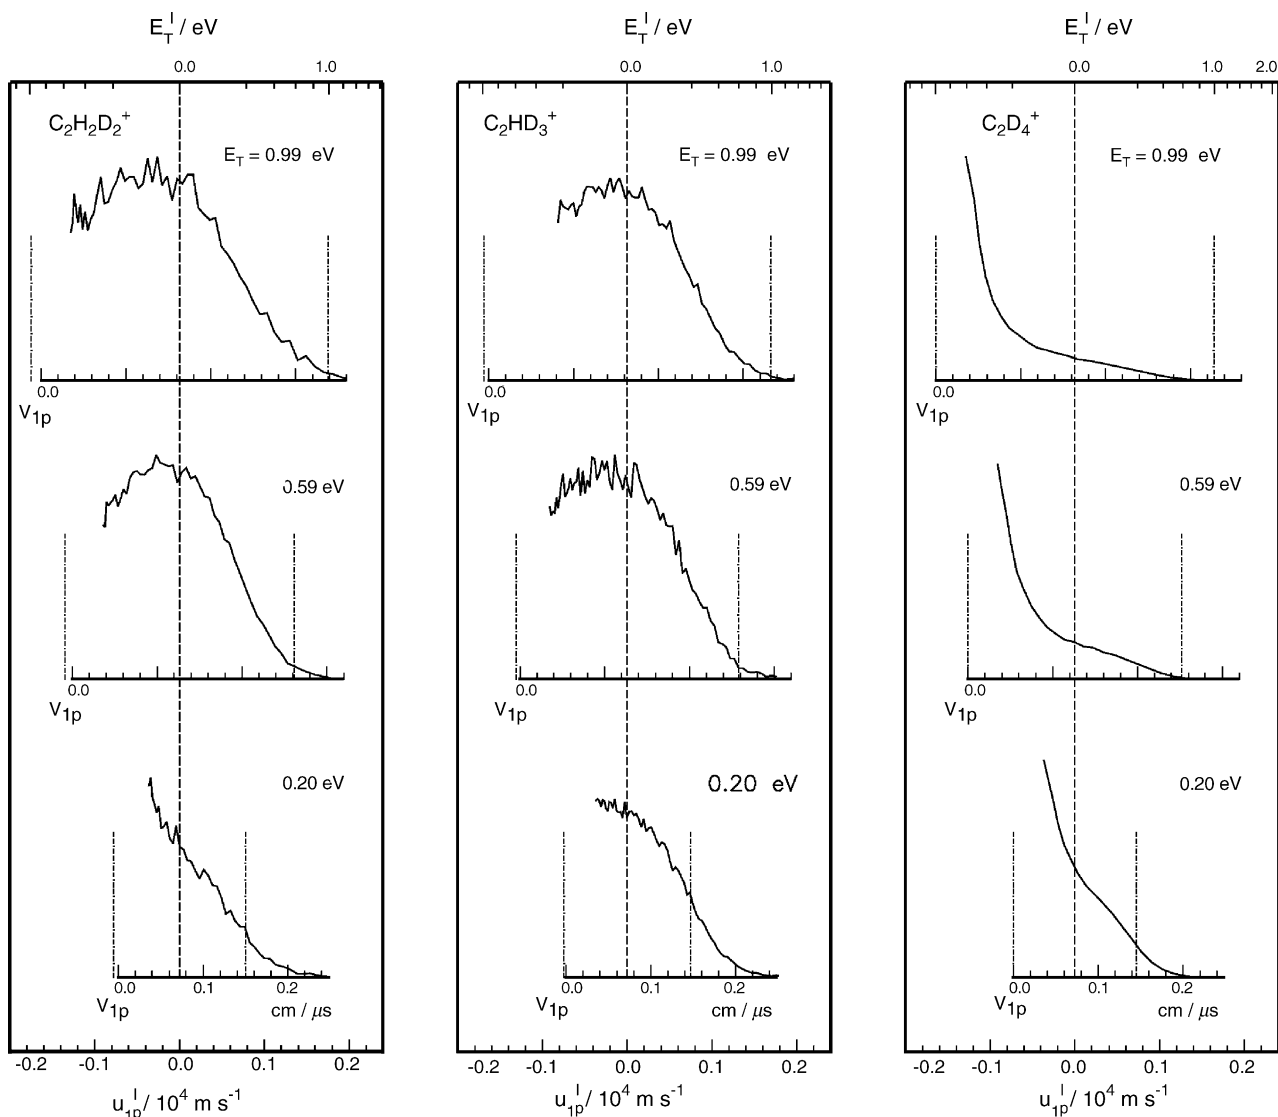 E_T^I / eV
0.0 1.0
C2H2D2+
E_T = 0.99 eV
0.0
V1p
0.59 eV
0.0
V1p
0.20 eV
0.0 0.1 0.2
V1p cm / μs
-0.2 -0.1 0.0 0.1 0.2
u_1p^I / 10^4 m s^-1
E_T^I / eV
0.0 1.0
C2HD3+
E_T = 0.99 eV
0.0
V1p
0.59 eV
0.0
V1p
0.20 eV
0.0 0.1 0.2
V1p cm / μs
-0.2 -0.1 0.0 0.1 0.2
u_1p^I / 10^4 m s^-1
E_T^I / eV
0.0 1.0 2.0
C2D4+
E_T = 0.99 eV
0.0
V1p
0.59 eV
0.0
V1p
0.20 eV
0.0 0.1 0.2
V1p cm / μs
-0.2 -0.1 0.0 0.1 0.2
u_1p^I / 10^4 m s^-1